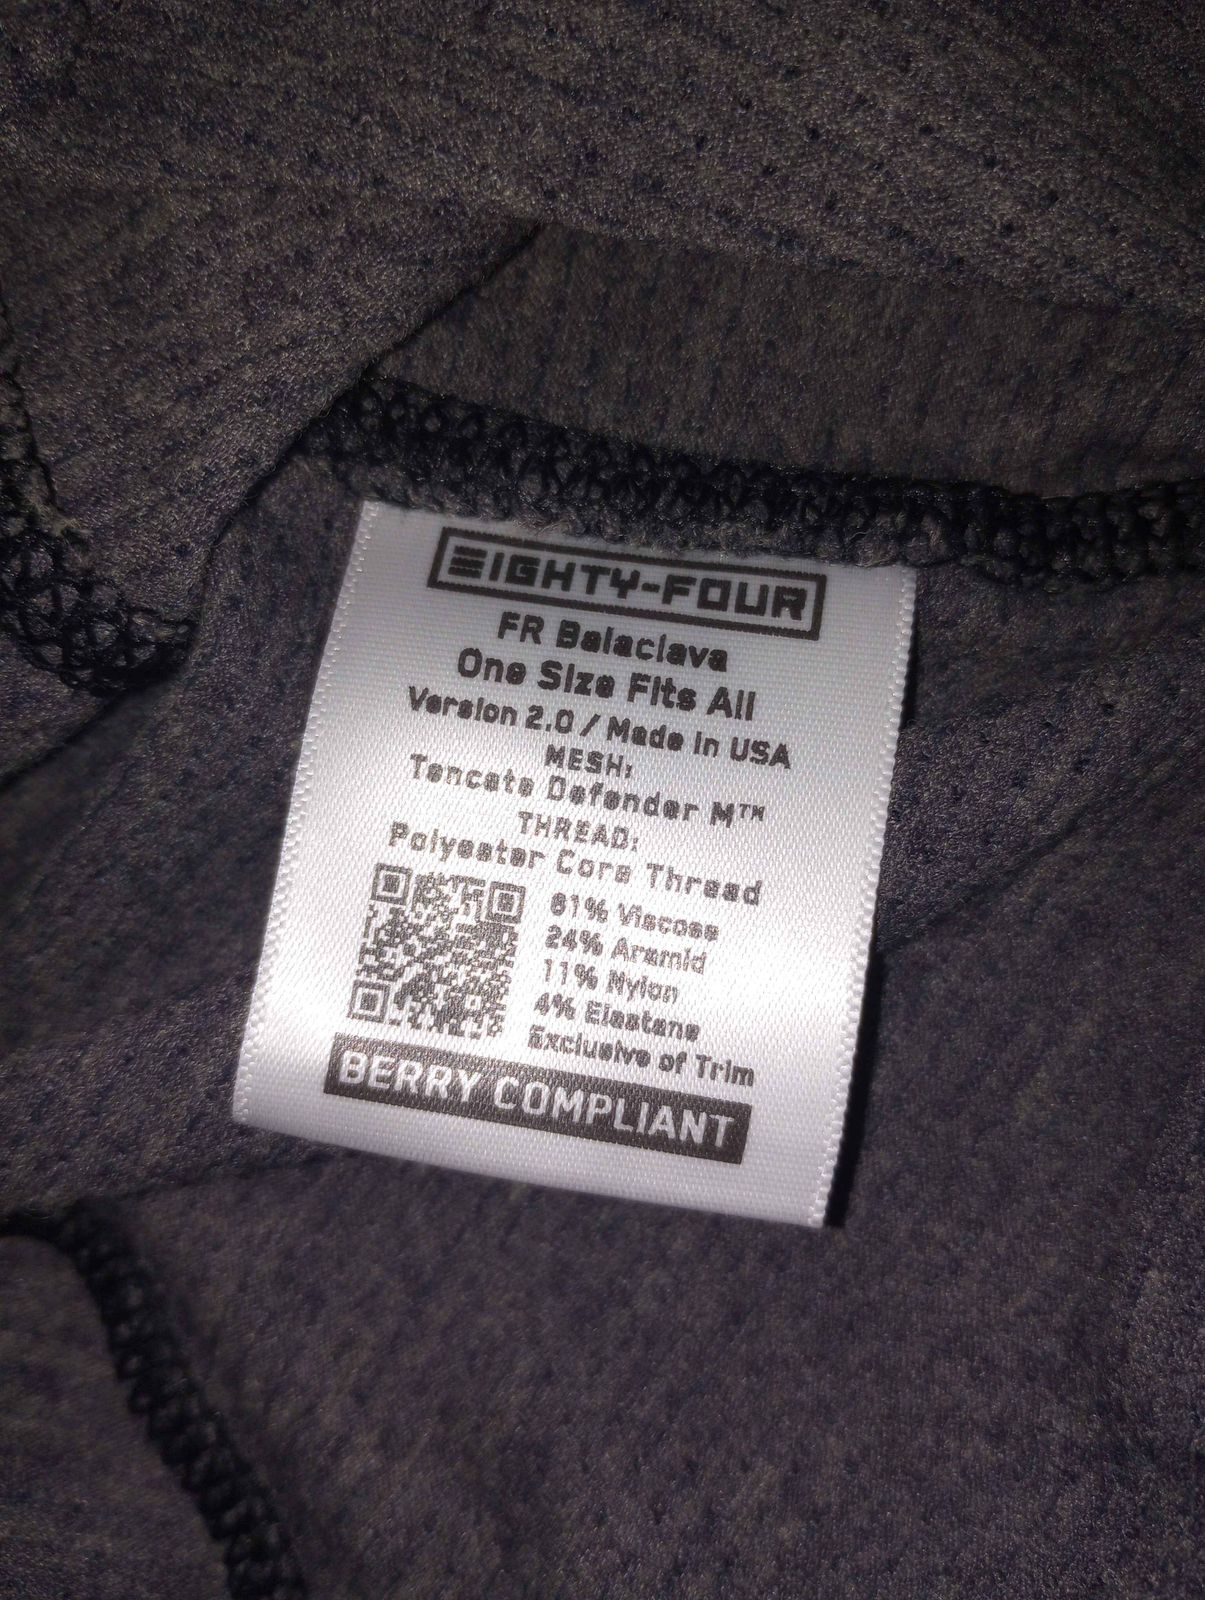 EIGHTY-FOUR
FR Balaclava
One Size Fits All
Version 2.0 / Made in USA
MESH:
Tencate Defender M™
THREAD:
Polyester Core Thread
61% Viscose
24% Aramid
11% Nylon
4% Elastane
Exclusive of Trim
BERRY COMPLIANT